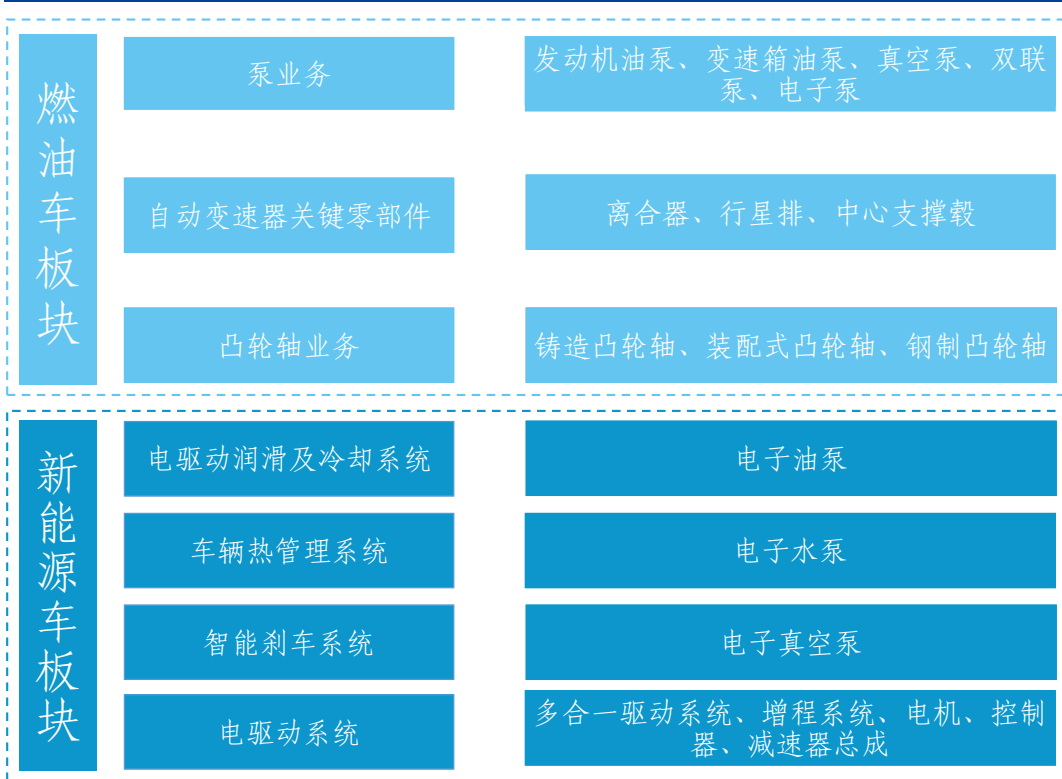 燃油车板块
泵业务
发动机油泵、变速箱油泵、真空泵、双联
泵、电子泵
自动变速器关键零部件
离合器、行星排、中心支撑毂
凸轮轴业务
铸造凸轮轴、装配式凸轮轴、钢制凸轮轴
新能源车板块
电驱动润滑及冷却系统
电子油泵
车辆热管理系统
电子水泵
智能刹车系统
电子真空泵
电驱动系统
多合一驱动系统、增程系统、电机、控制
器、减速器总成